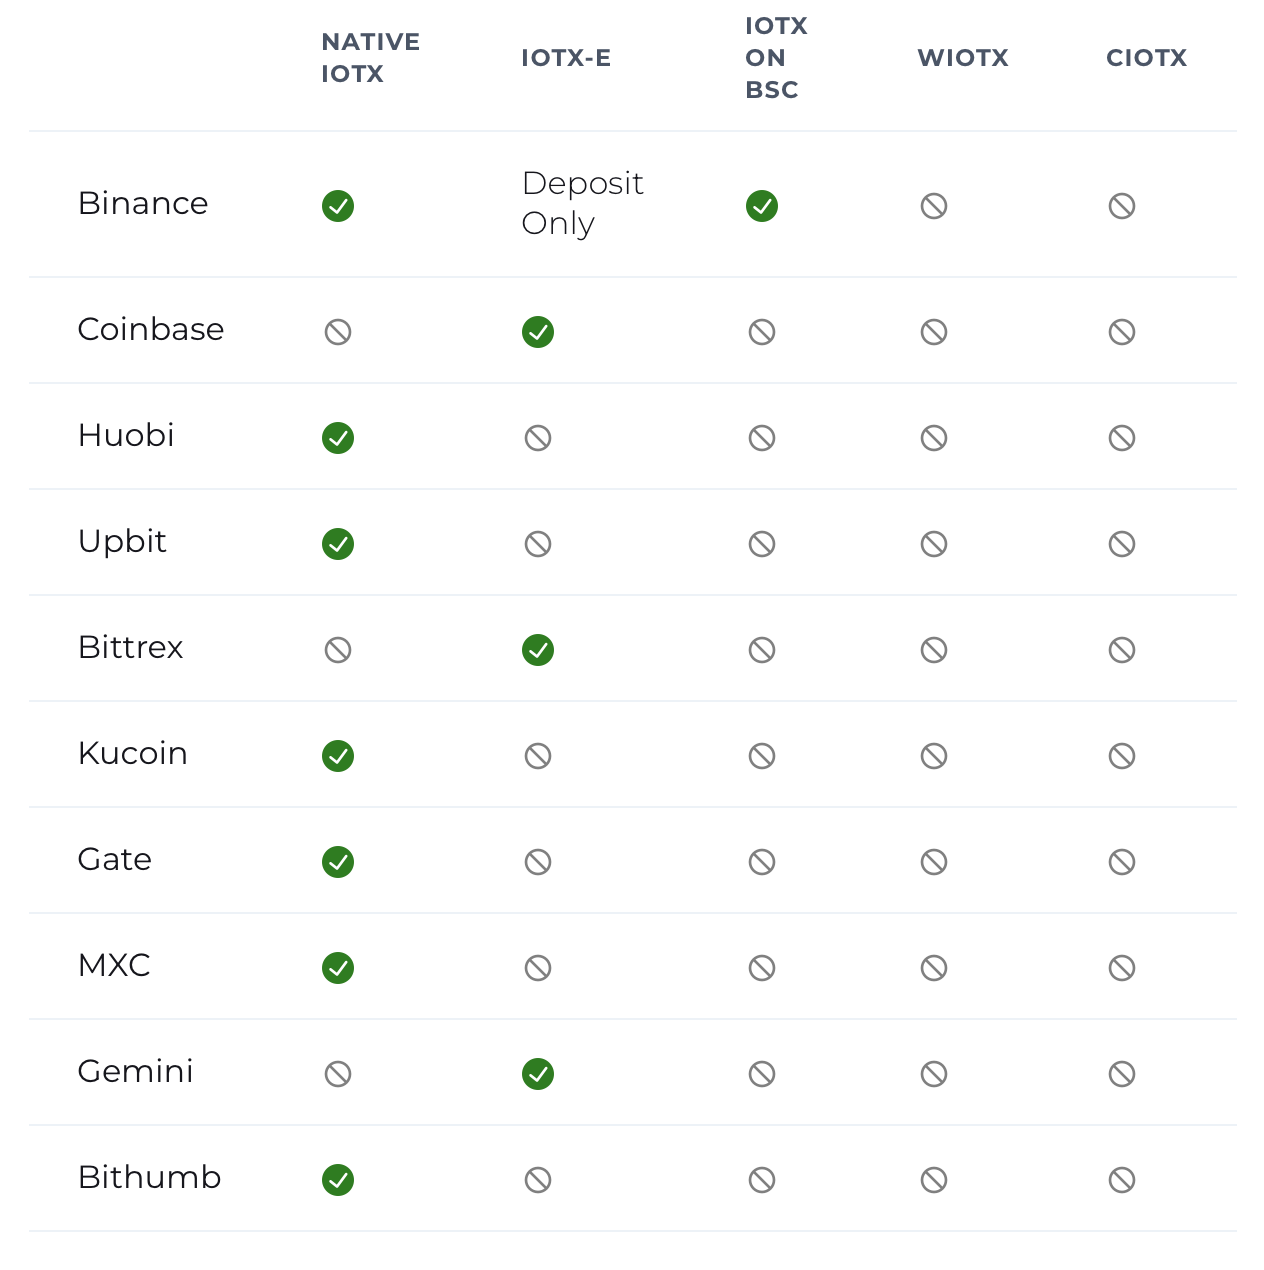 NATIVE
IOTX
IOTX-E
IOTX
ON
BSC
WIOTX
CIOTX
Binance
Deposit
Only
Coinbase
Huobi
Upbit
Bittrex
Kucoin
Gate
MXC
Gemini
Bithumb